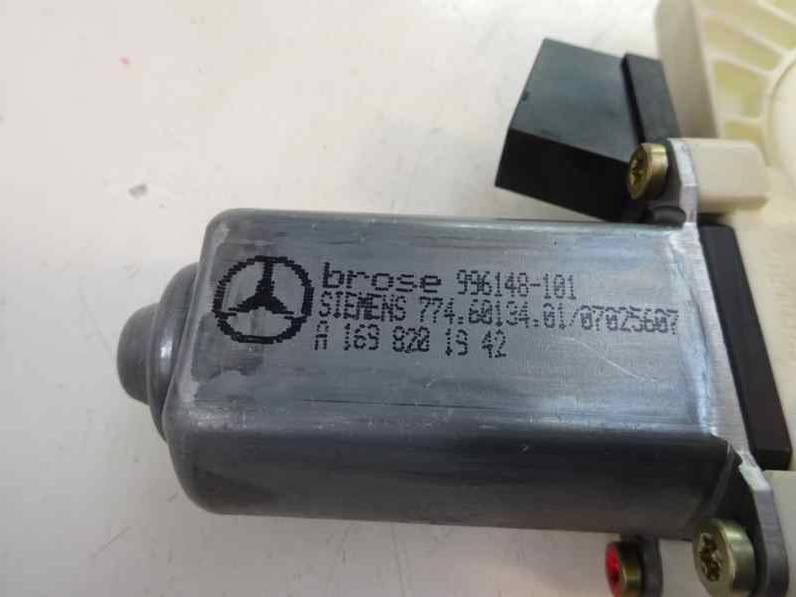 brose 996148-101
SIEMENS 774.60134.01/07025607
A 169 820 19 42